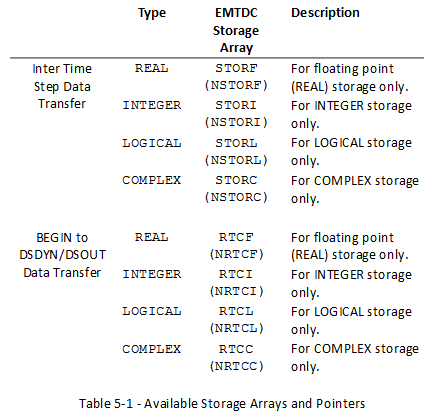 Type EMTDC Description
Storage
Array
Inter Time REAL STORF For floating point
Step Data (NSTORF) (REAL) storage only.
Transfer INTEGER STORI For INTEGER storage
(NSTORI) only.
LOGICAL STORL For LOGICAL storage
(NSTORL) only.
COMPLEX STORC For COMPLEX storage
(NSTORC) only.
BEGIN to REAL RTCF For floating point
DSDYN/DSOUT (NRTCF) (REAL) storage only.
Data Transfer INTEGER RTCI For INTEGER storage
(NRTCI) only.
LOGICAL RTCL For LOGICAL storage
(NRTCL) only.
COMPLEX RTCC For COMPLEX storage
(NRTCC) only.
Table 5-1 - Available Storage Arrays and Pointers